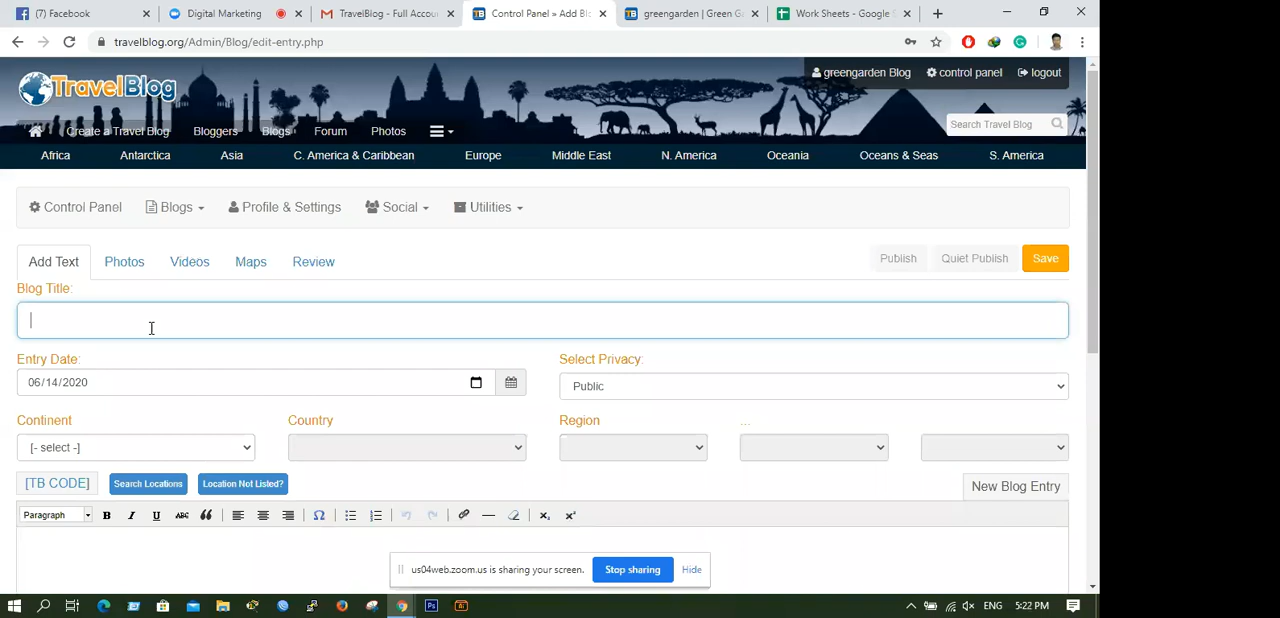 (7) Facebook
Digital Marketing
TravelBlog - Full Accou
Control Panel » Add Bl
greengarden | Green G
Work Sheets - Google S
travelblog.org/Admin/Blog/edit-entry.php
TravelBlog
greengarden Blog control panel logout
Create a Travel Blog Bloggers Blogs Forum Photos
Search Travel Blog
Africa Antarctica Asia C. America & Caribbean Europe Middle East N. America Oceania Oceans & Seas S. America
Control Panel Blogs Profile & Settings Social Utilities
Add Text Photos Videos Maps Review
Publish Quiet Publish Save
Blog Title:
Entry Date: Select Privacy:
06/14/2020 Public
Continent Country Region ...
[- select -]
[TB CODE] Search Locations Location Not Listed? New Blog Entry
Paragraph B I U ABC Ω x₂ x²
us04web.zoom.us is sharing your screen. Stop sharing Hide
Ps Ai ENG 5:22 PM